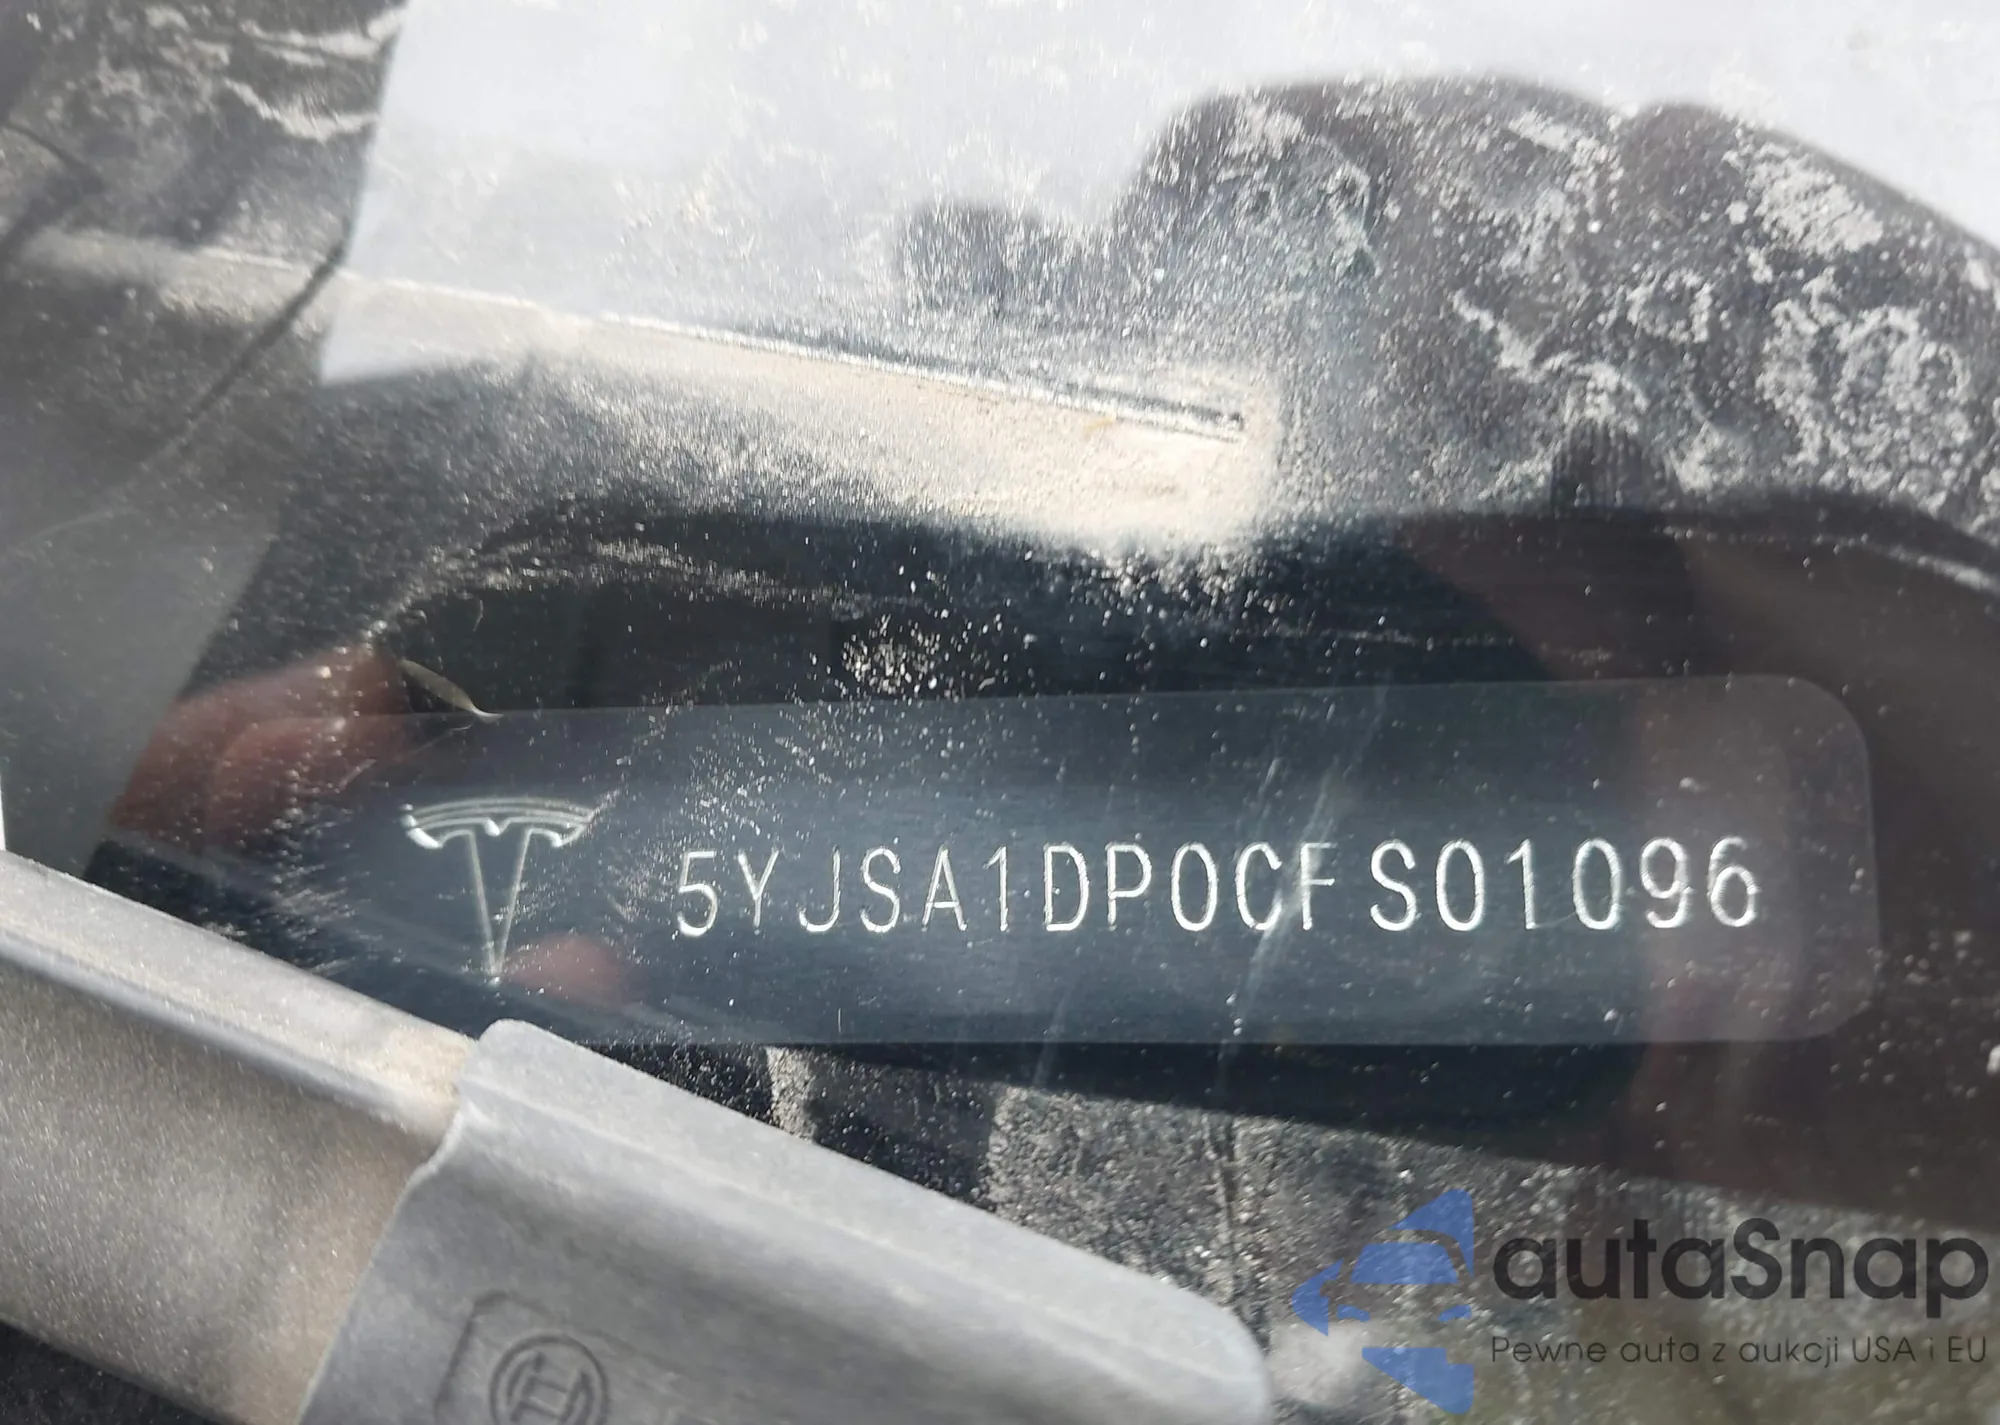 5YJSA1DP0CFS01096
autaSnap
Pewne auta z aukcji USA i EU